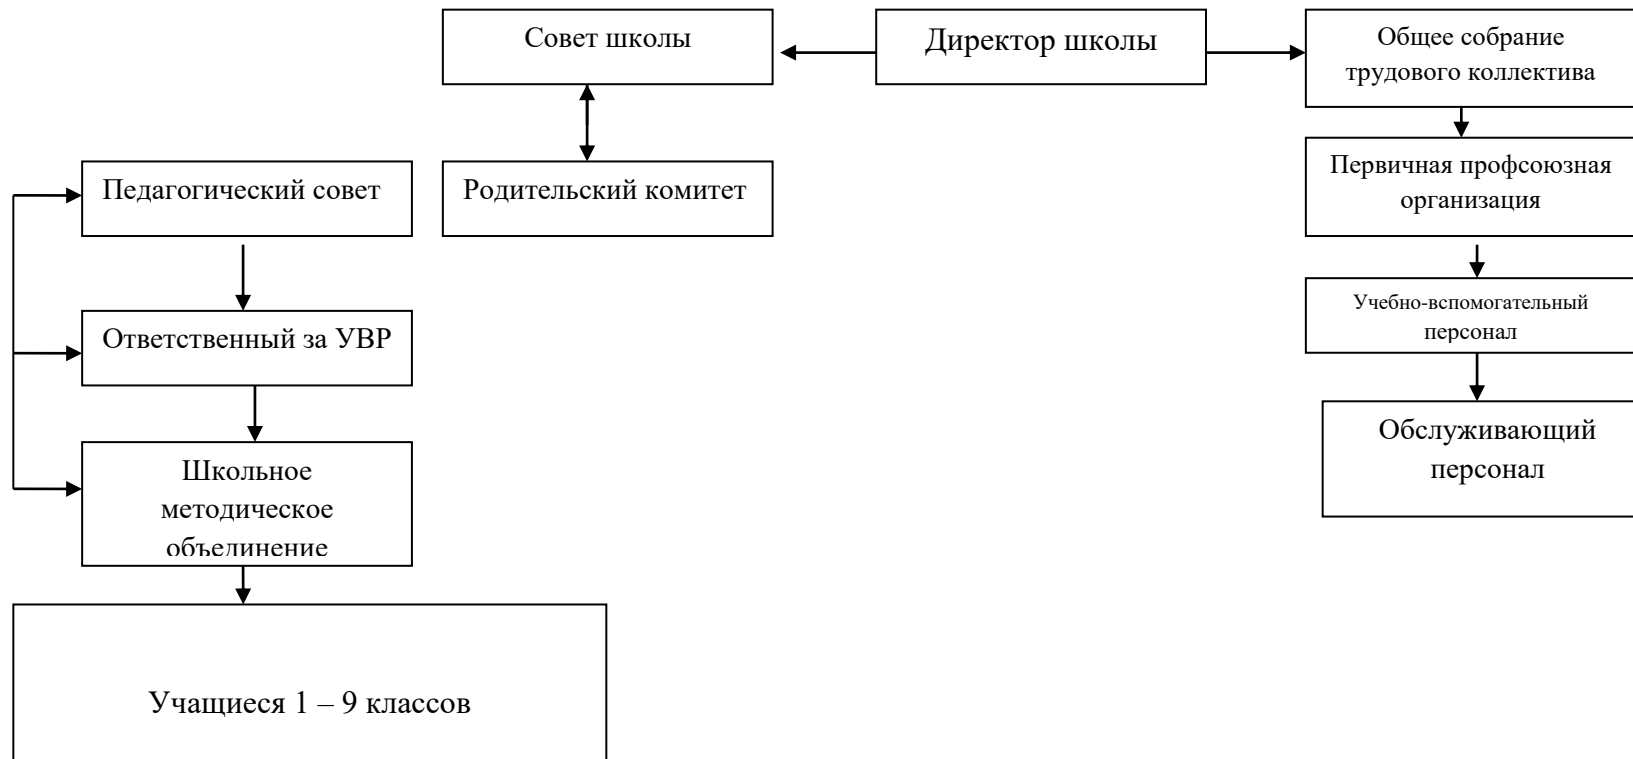 Совет школы
Директор школы
Общее собрание
трудового коллектива
Педагогический совет
Родительский комитет
Первичная профсоюзная
организация
Ответственный за УВР
Учебно-вспомогательный
персонал
Школьное
методическое
объединение
Обслуживающий
персонал
Учащиеся 1 – 9 классов